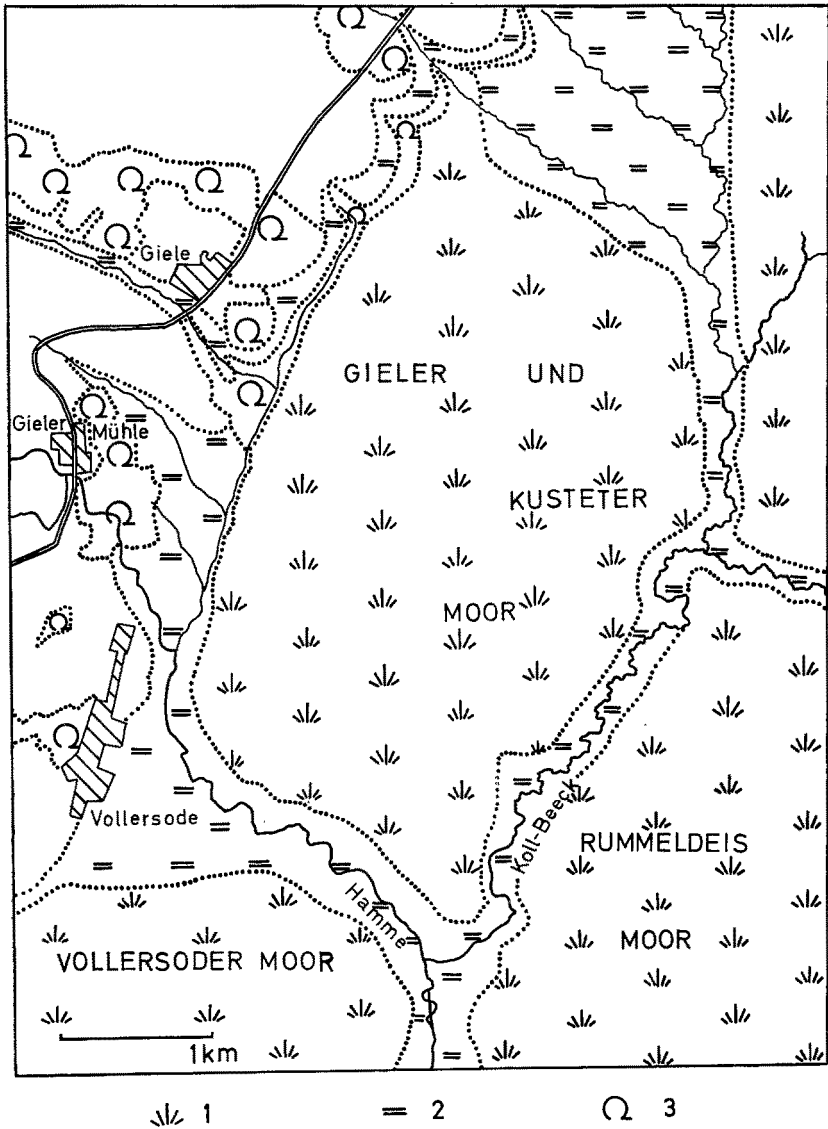 Giele
GIELER UND
Gieler Mühle
KUSTETER
MOOR
Vollersode
Koll-Beeck
RUMMELDEIS
Hamme
MOOR
VOLLERSODER MOOR
1km
1 2 3